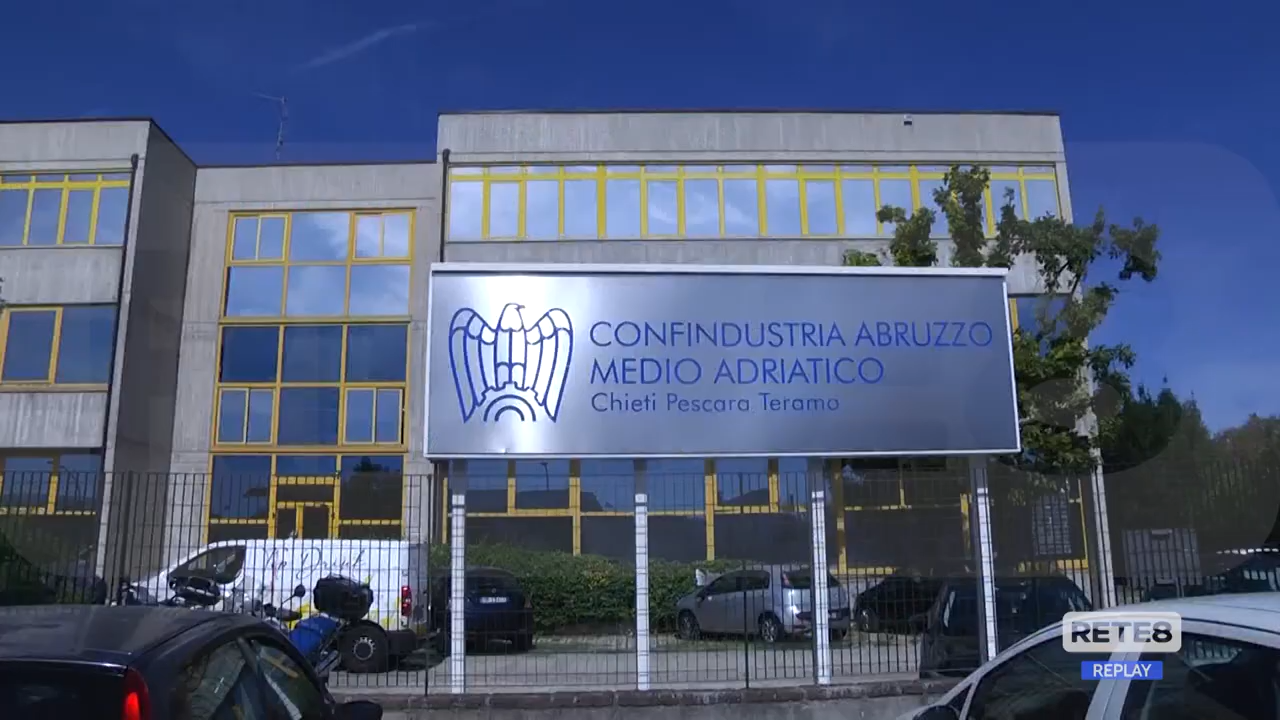 CONFINDUSTRIA ABRUZZO
MEDIO ADRIATICO
Chieti Pescara Teramo
RETE8
REPLAY